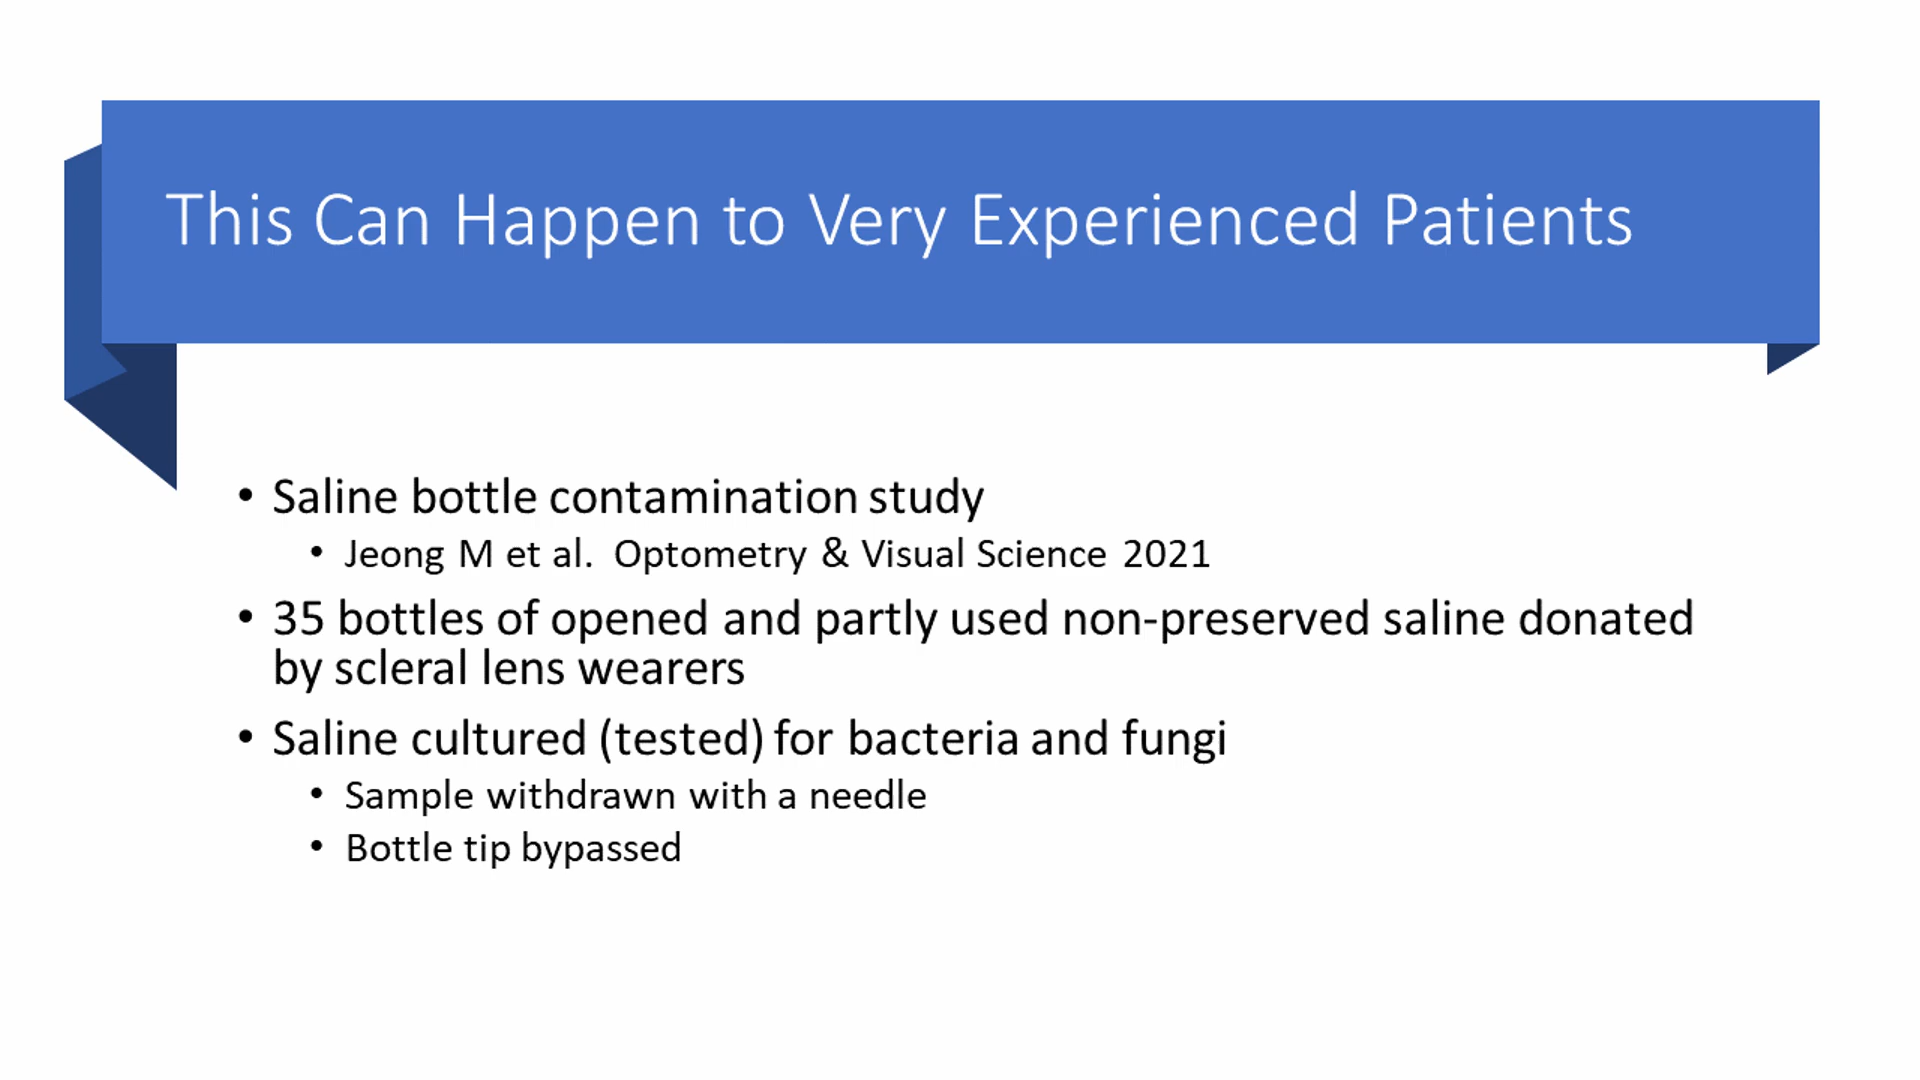 This Can Happen to Very Experienced Patients
• Saline bottle contamination study
• Jeong M et al. Optometry & Visual Science 2021
• 35 bottles of opened and partly used non-preserved saline donated
by scleral lens wearers
• Saline cultured (tested) for bacteria and fungi
• Sample withdrawn with a needle
• Bottle tip bypassed